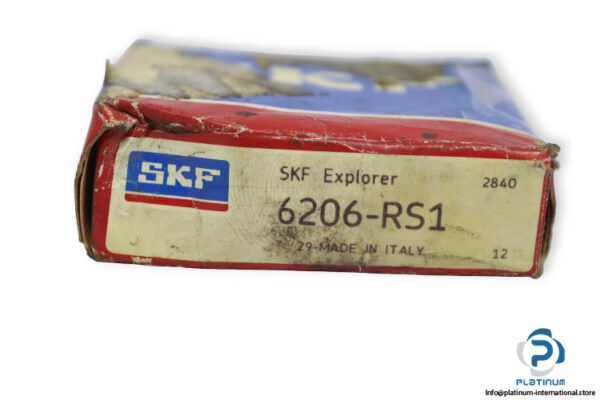 SKF
SKF Explorer 2840
6206-RS1
29-MADE IN ITALY 12
PLATINUM
Info@platinum-international.store